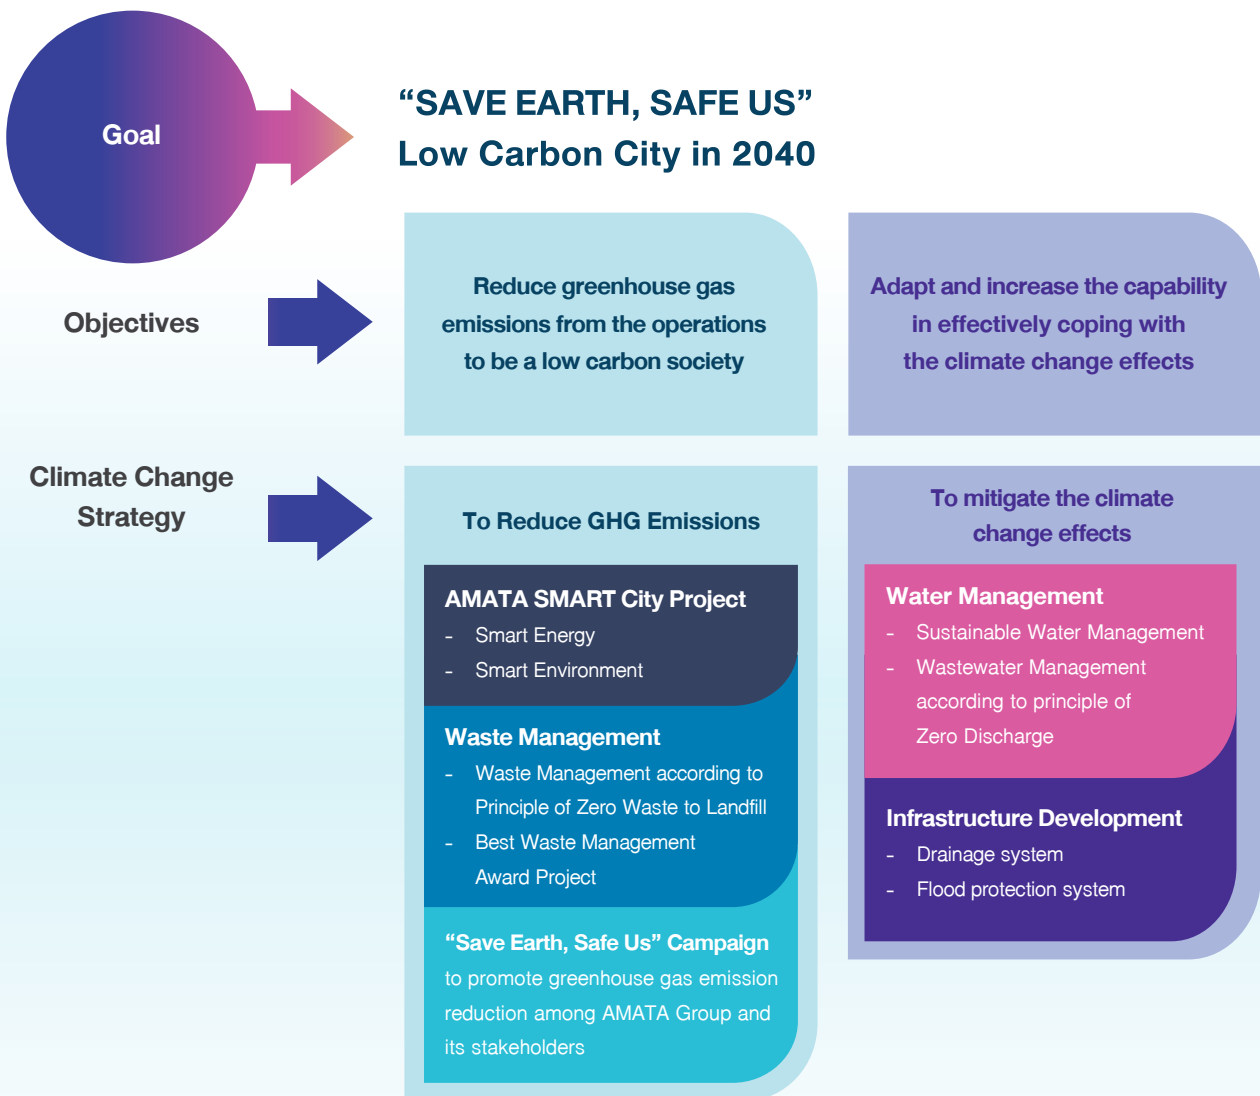 Goal
“SAVE EARTH, SAFE US”
Low Carbon City in 2040
Objectives
Reduce greenhouse gas
emissions from the operations
to be a low carbon society
Adapt and increase the capability
in effectively coping with
the climate change effects
Climate Change
Strategy
To Reduce GHG Emissions
AMATA SMART City Project
- Smart Energy
- Smart Environment
Waste Management
- Waste Management according to
Principle of Zero Waste to Landfill
- Best Waste Management
Award Project
“Save Earth, Safe Us” Campaign
to promote greenhouse gas emission
reduction among AMATA Group and
its stakeholders
To mitigate the climate
change effects
Water Management
- Sustainable Water Management
- Wastewater Management
according to principle of
Zero Discharge
Infrastructure Development
- Drainage system
- Flood protection system